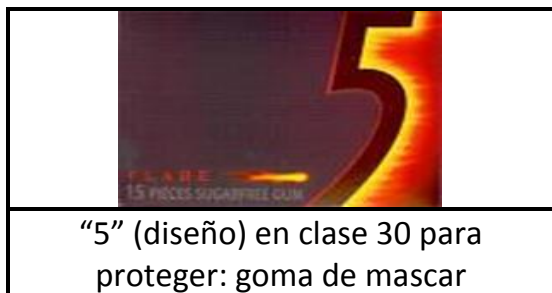 5
FLARE
15 PIECES SUGARFREE GUM
“5” (diseño) en clase 30 para
proteger: goma de mascar